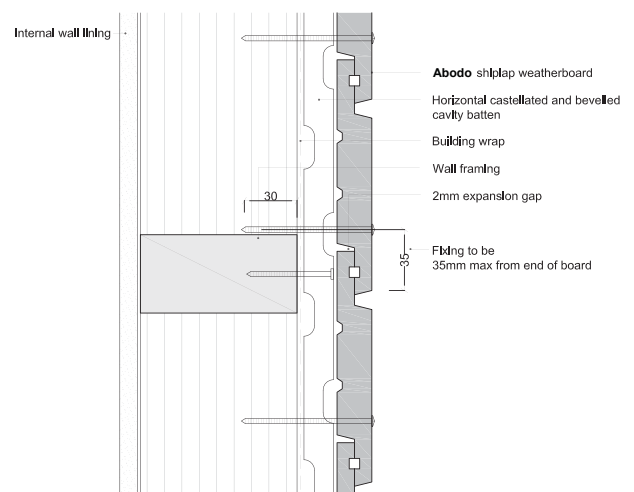 Internal wall lining
Abodo shiplap weatherboard
Horizontal castellated and bevelled
cavity batten
Building wrap
Wall framing
30
2mm expansion gap
35
Fixing to be
35mm max from end of board